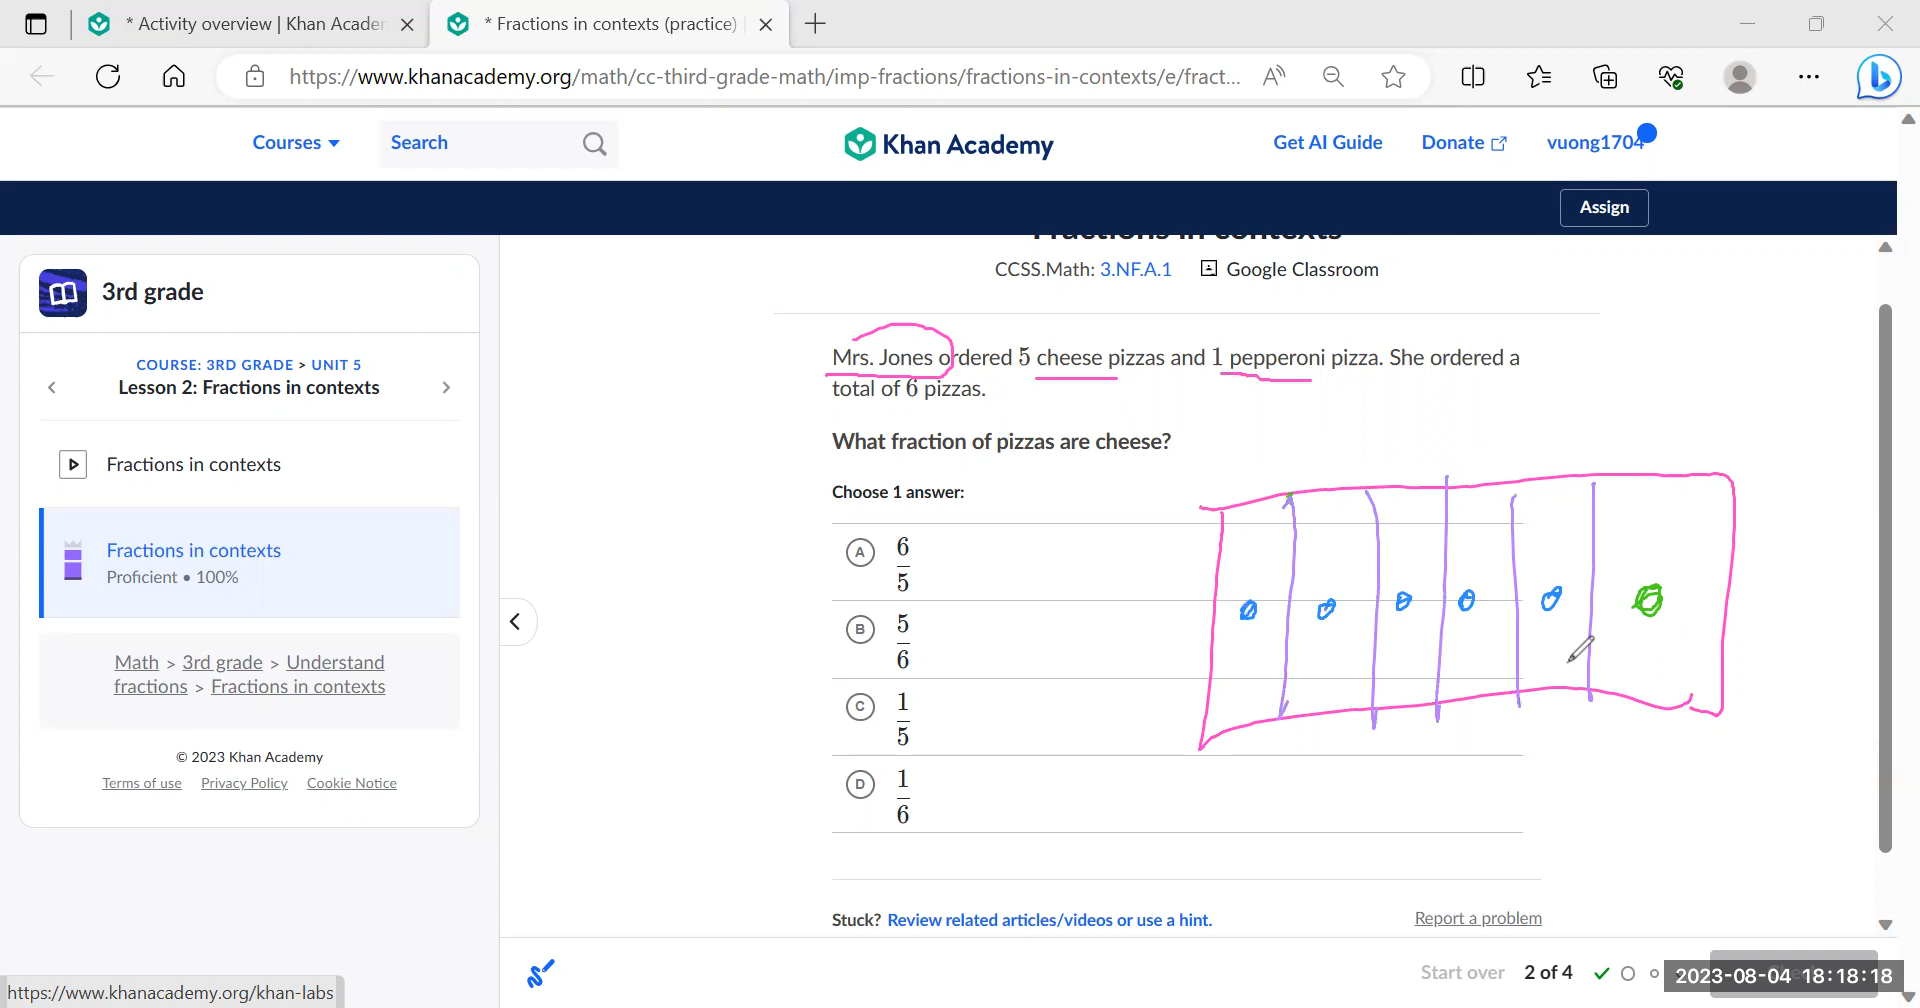 * Activity overview | Khan Acader
* Fractions in contexts (practice)
https://www.khanacademy.org/math/cc-third-grade-math/imp-fractions/fractions-in-contexts/e/fract...
Courses
Search
Khan Academy
Get AI Guide
Donate
vuong1704
Assign
3rd grade
COURSE: 3RD GRADE > UNIT 5
Lesson 2: Fractions in contexts
Fractions in contexts
Fractions in contexts
Proficient • 100%
Math > 3rd grade > Understand
fractions > Fractions in contexts
© 2023 Khan Academy
Terms of use Privacy Policy Cookie Notice
Fractions in contexts
CCSS.Math: 3.NF.A.1 Google Classroom
Mrs. Jones ordered 5 cheese pizzas and 1 pepperoni pizza. She ordered a
total of 6 pizzas.
What fraction of pizzas are cheese?
Choose 1 answer:
A 6
5
B 5
6
C 1
5
D 1
6
Stuck? Review related articles/videos or use a hint.
Report a problem
Start over 2 of 4
2023-08-04 18:18:18
https://www.khanacademy.org/khan-labs